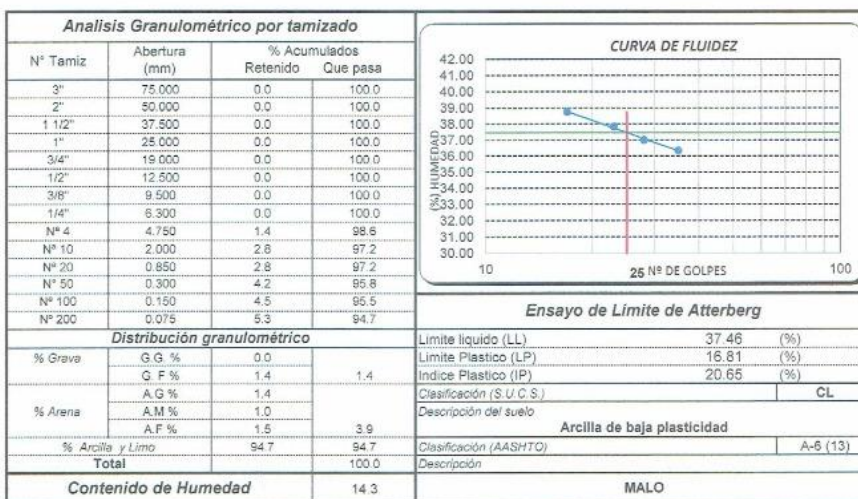 Analisis Granulométrico por tamizado
N° Tamiz Abertura (mm) % Acumulados
Retenido Que pasa
3" 75.000 0.0 100.0
2" 50.000 0.0 100.0
1 1/2" 37.500 0.0 100.0
1" 25.000 0.0 100.0
3/4" 19.000 0.0 100.0
1/2" 12.500 0.0 100.0
3/8" 9.500 0.0 100.0
1/4" 6.300 0.0 100.0
Nº 4 4.750 1.4 98.6
Nº 10 2.000 2.8 97.2
Nº 20 0.850 2.8 97.2
N° 50 0.300 4.2 95.8
Nº 100 0.150 4.5 95.5
N° 200 0.075 5.3 94.7
Distribución granulométrico
% Grava G.G. % 0.0
G F % 1.4 1.4
% Arena A.G % 1.4
A.M % 1.0
A.F % 1.5 3.9
% Arcilla y Limo 94.7 94.7
Total 100.0
Contenido de Humedad 14.3
CURVA DE FLUIDEZ
42.00
41.00
40.00
39.00
38.00
37.00
36.00
35.00
34.00
33.00
32.00
31.00
30.00
(%) HUMEDAD
10 25 Nº DE GOLPES 100
Ensayo de Limite de Atterberg
Limite liquido (LL) 37.46 (%)
Limite Plastico (LP) 16.81 (%)
Indice Plastico (IP) 20.65 (%)
Clasificación (S.U.C.S.) CL
Descripción del suelo
Arcilla de baja plasticidad
Clasificación (AASHTO) A-6 (13)
Descripción
MALO